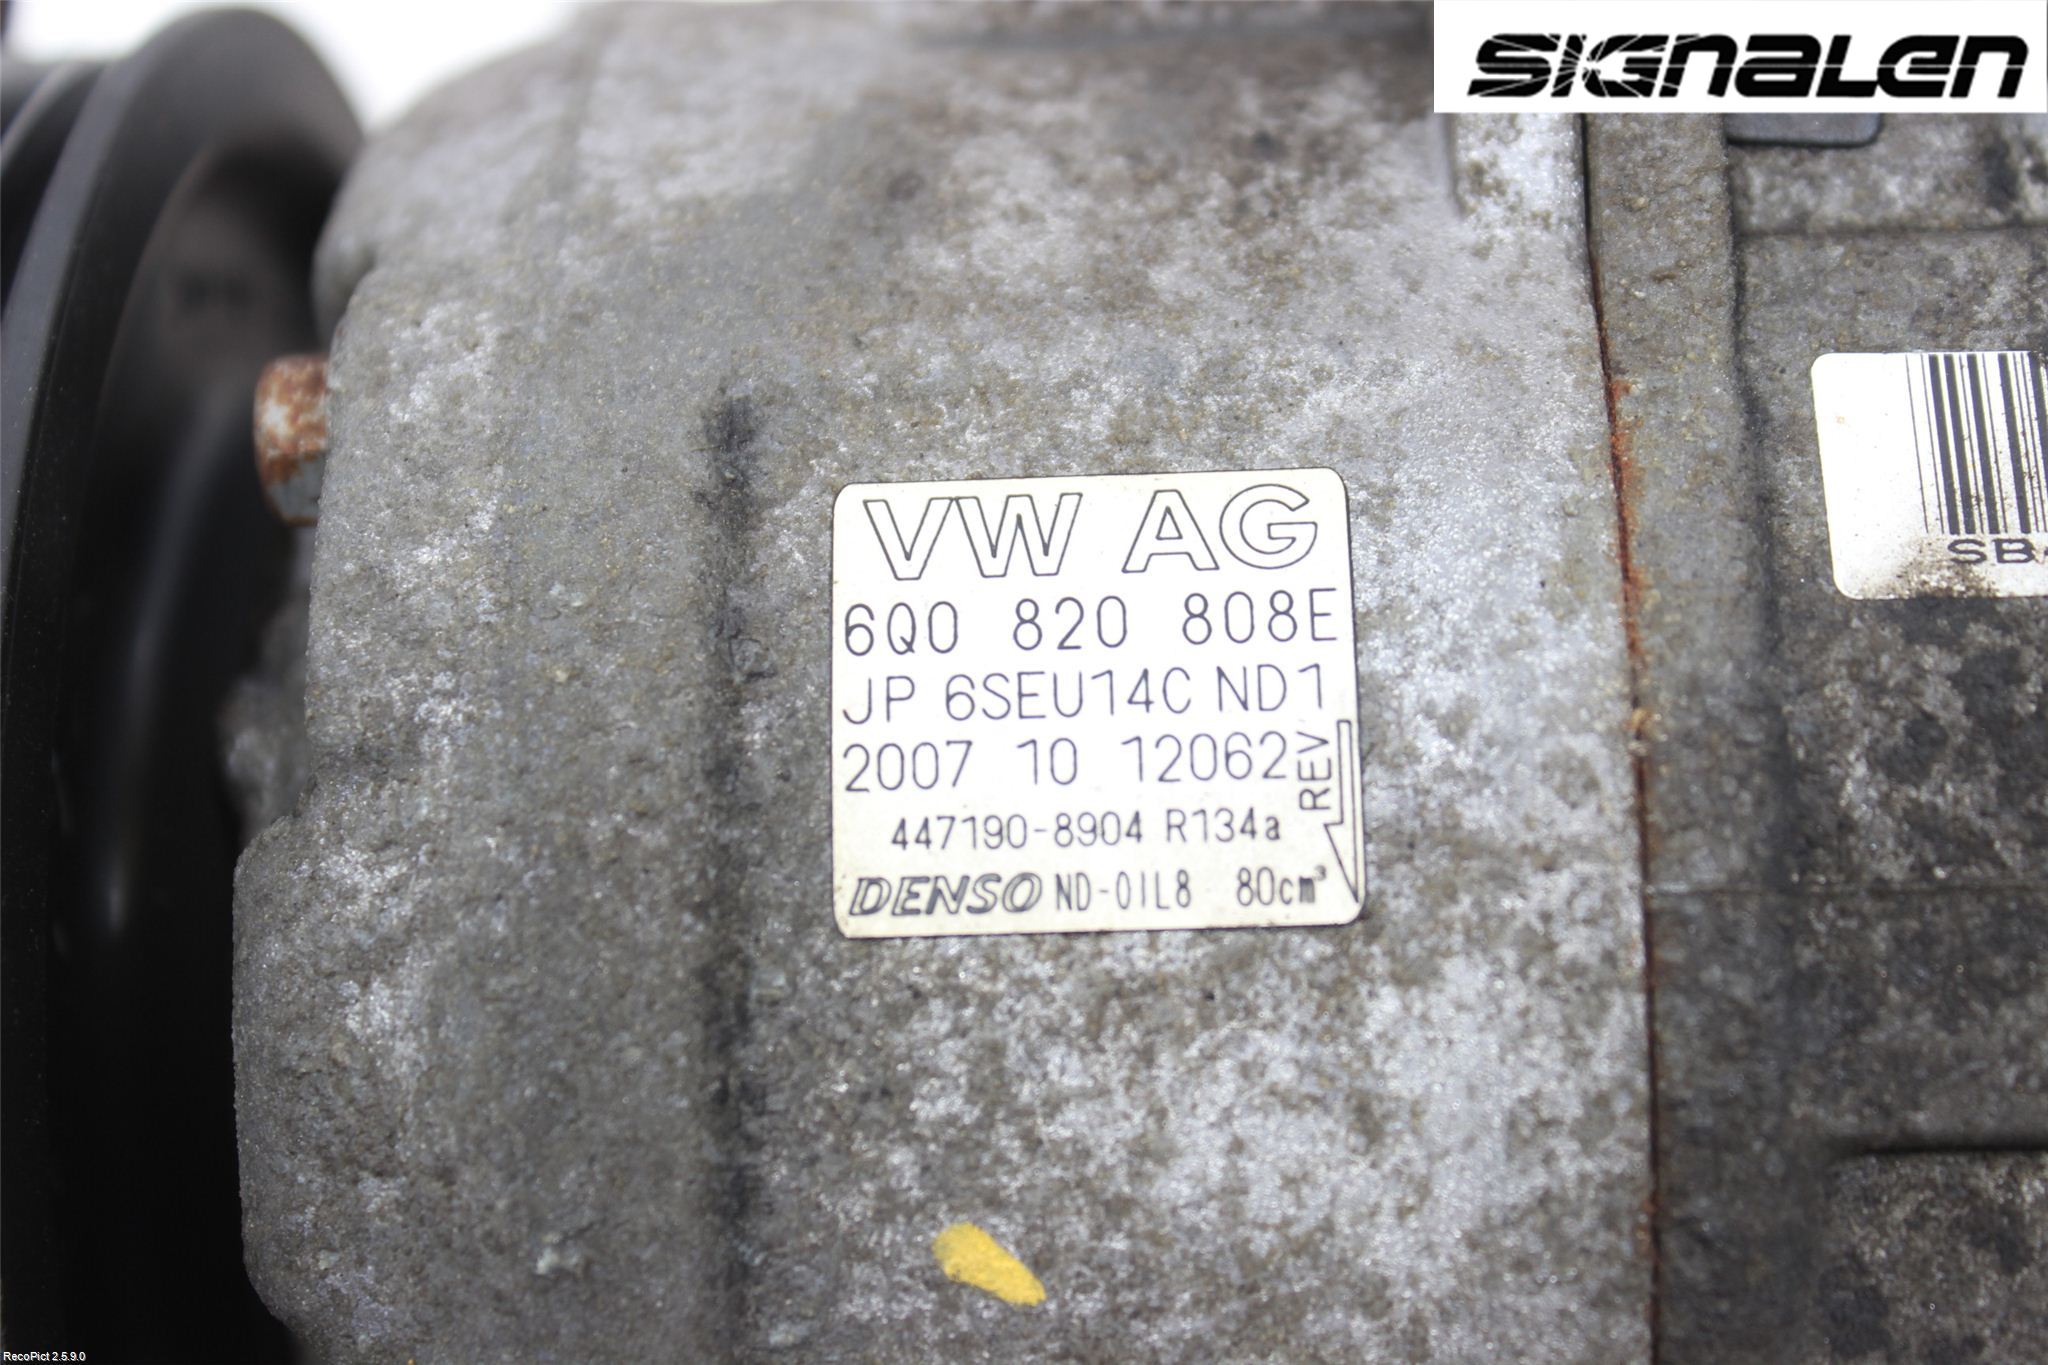 SIGNALEN
VW AG
6Q0 820 808E
JP 6SEU14C ND1
2007 10 12062
REV
447190-8904 R134a
DENSO ND-OIL8 80cm³
SB
RecoPict 2.5.9.0